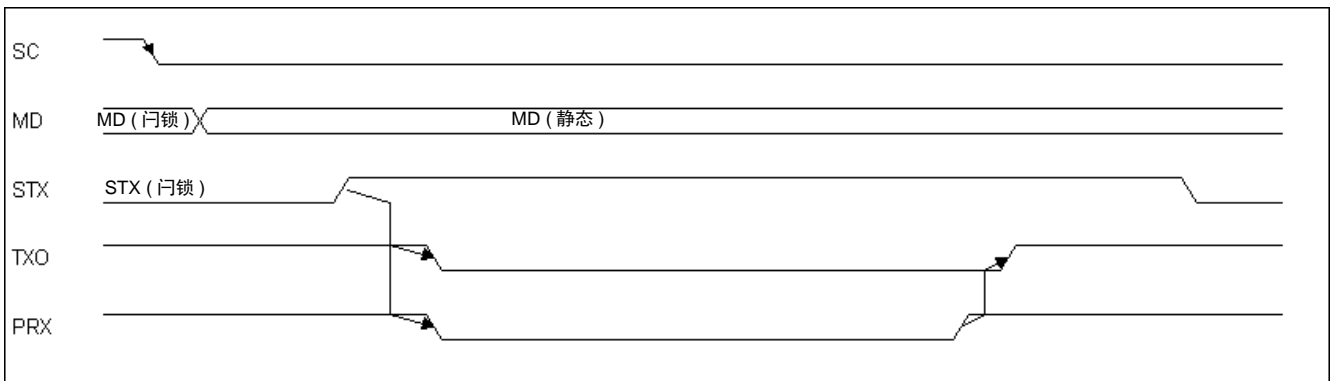 SC
MD
MD ( 闩锁 )
MD ( 静态 )
STX
STX ( 闩锁 )
TXO
PRX